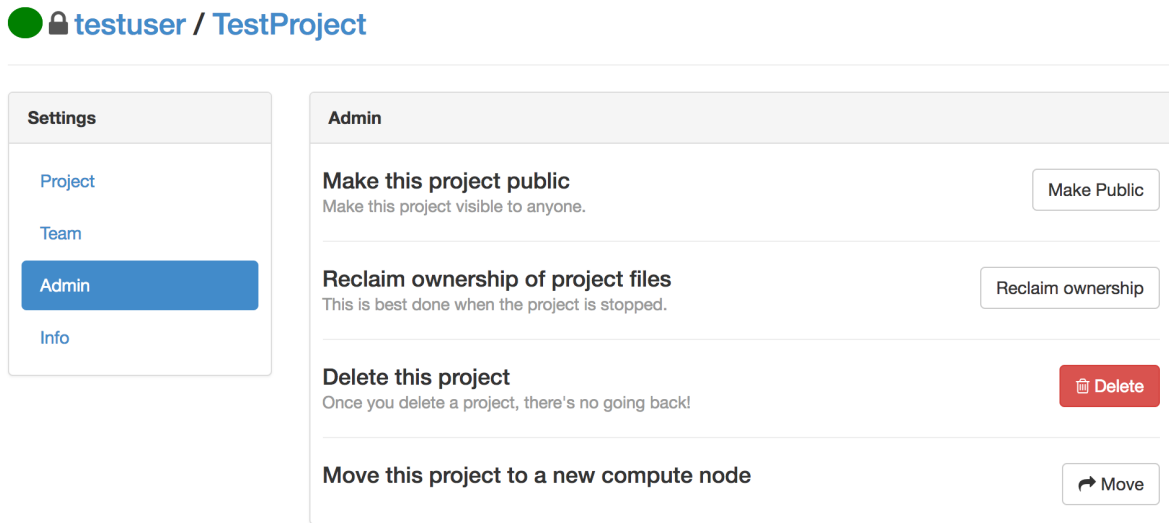 testuser / TestProject
Settings
Project
Team
Admin
Info
Admin
Make this project public
Make this project visible to anyone.
Make Public
Reclaim ownership of project files
This is best done when the project is stopped.
Reclaim ownership
Delete this project
Once you delete a project, there's no going back!
Delete
Move this project to a new compute node
Move